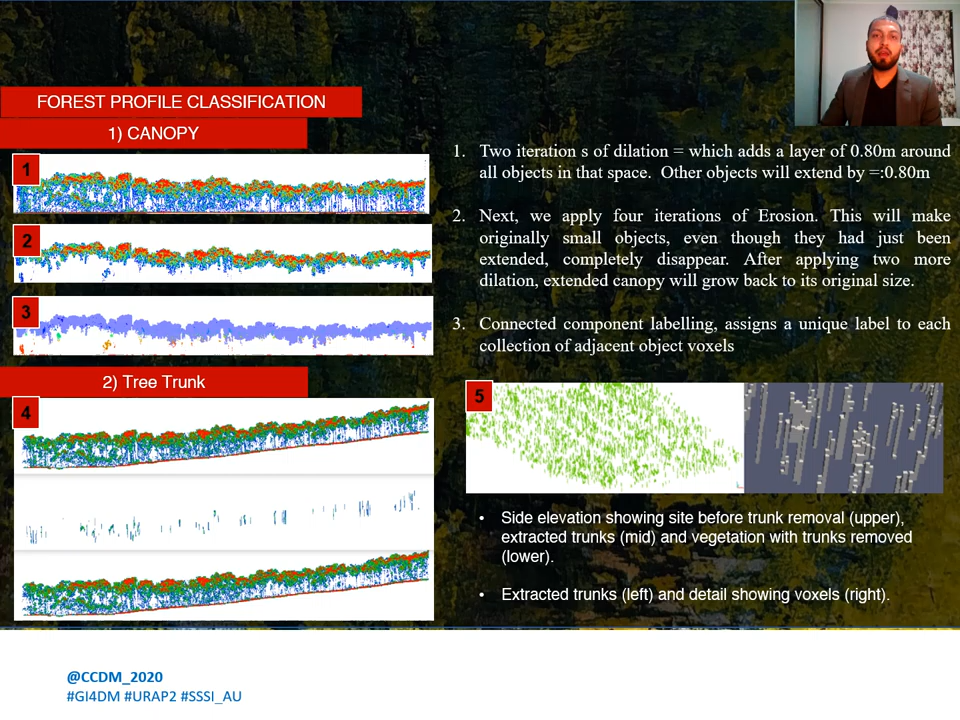 FOREST PROFILE CLASSIFICATION
1) CANOPY
1
2
3
2) Tree Trunk
4
1. Two iteration s of dilation = which adds a layer of 0.80m around
all objects in that space. Other objects will extend by =:0.80m
2. Next, we apply four iterations of Erosion. This will make
originally small objects, even though they had just been
extended, completely disappear. After applying two more
dilation, extended canopy will grow back to its original size.
3. Connected component labelling, assigns a unique label to each
collection of adjacent object voxels
5
• Side elevation showing site before trunk removal (upper),
extracted trunks (mid) and vegetation with trunks removed
(lower).
• Extracted trunks (left) and detail showing voxels (right).
@CCDM_2020
#GI4DM #URAP2 #SSSI_AU